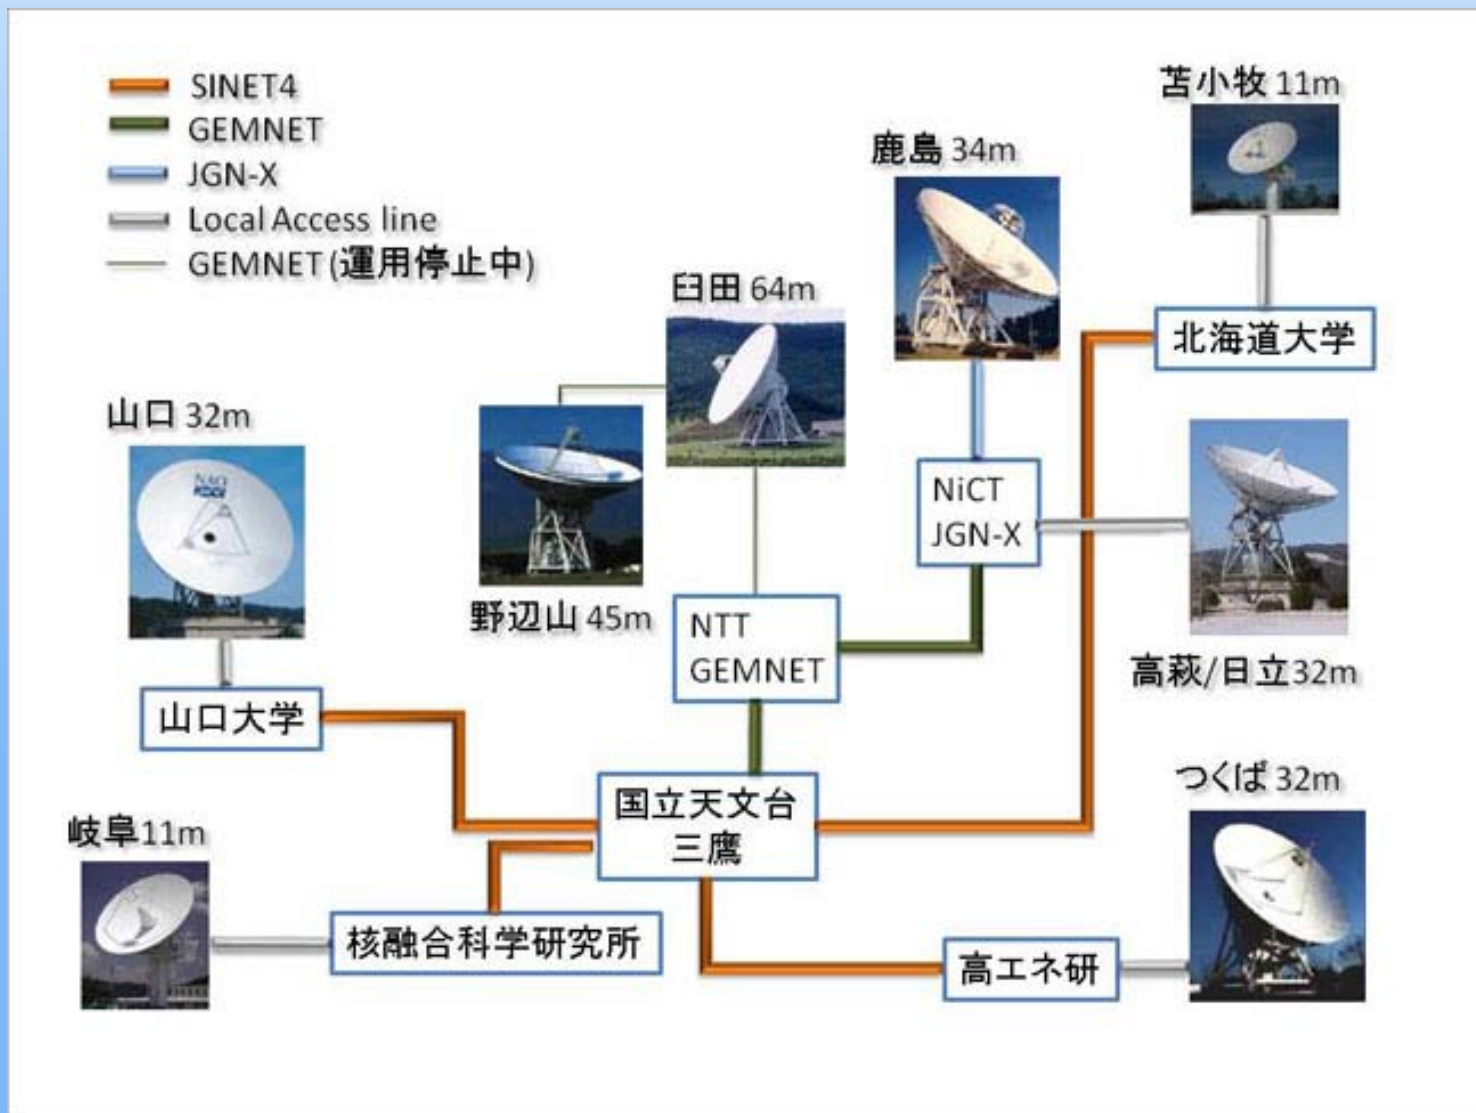 SINET4
GEMNET
JGN-X
Local Access line
GEMNET (運用停止中)
苫小牧 11m
鹿島 34m
臼田 64m
北海道大学
山口 32m
NiCT
JGN-X
野辺山 45m
NTT
GEMNET
高萩/日立32m
山口大学
国立天文台
三鷹
つくば 32m
岐阜11m
核融合科学研究所
高エネ研